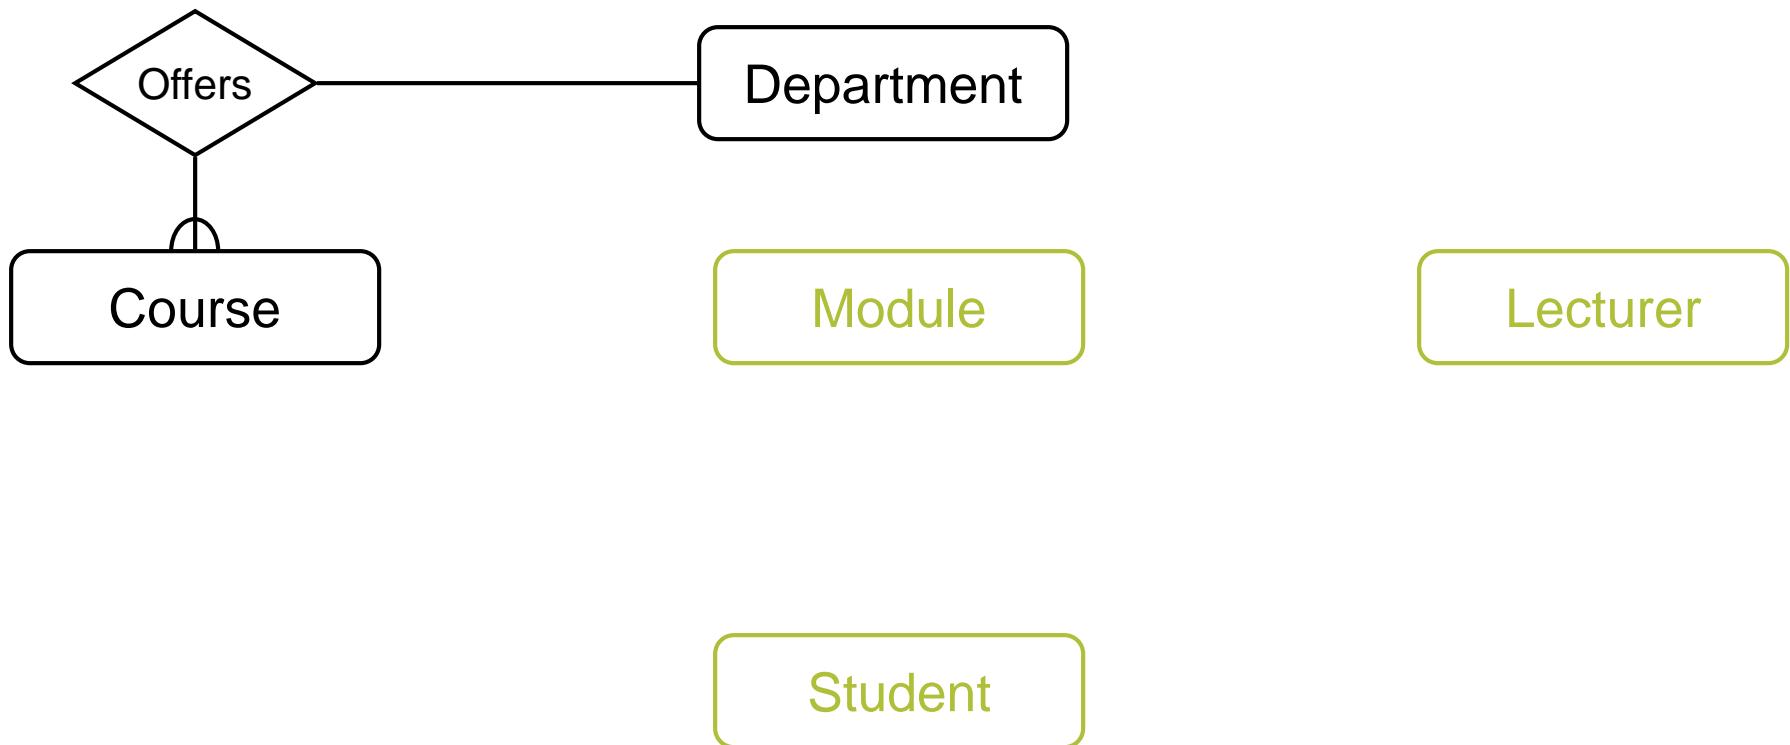 Offers
Department
Course
Module
Lecturer
Student